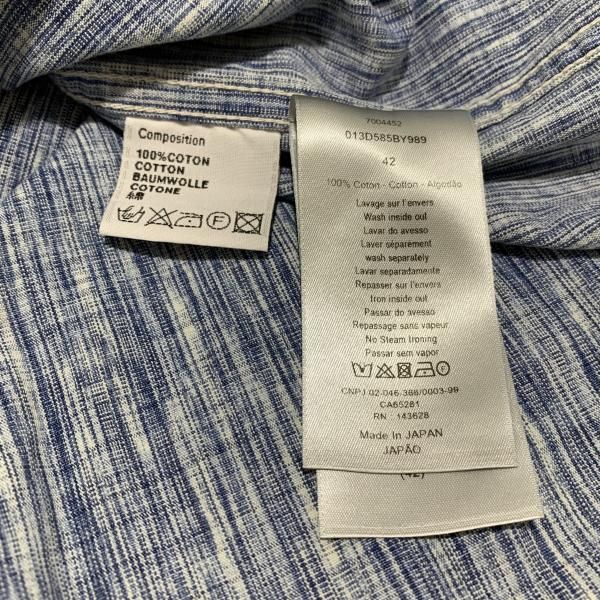 Composition
100%COTON
COTTON
BAUMWOLLE
COTONE
綿
7004452
013D585BY989
42
100% Coton - Cotton - Algodão
Lavage sur l'envers
Wash inside out
Lavar do avesso
Laver séparement
wash separately
Lavar separadamente
Repasser sur l'envers
Iron inside out
Passar do avesso
Repassage sans vapeur
No Steam Ironing
Passar sem vapor
CNPJ 02-046-366/0003-99
CA65281
RN : 143628
Made In JAPAN
JAPÃO
(42)